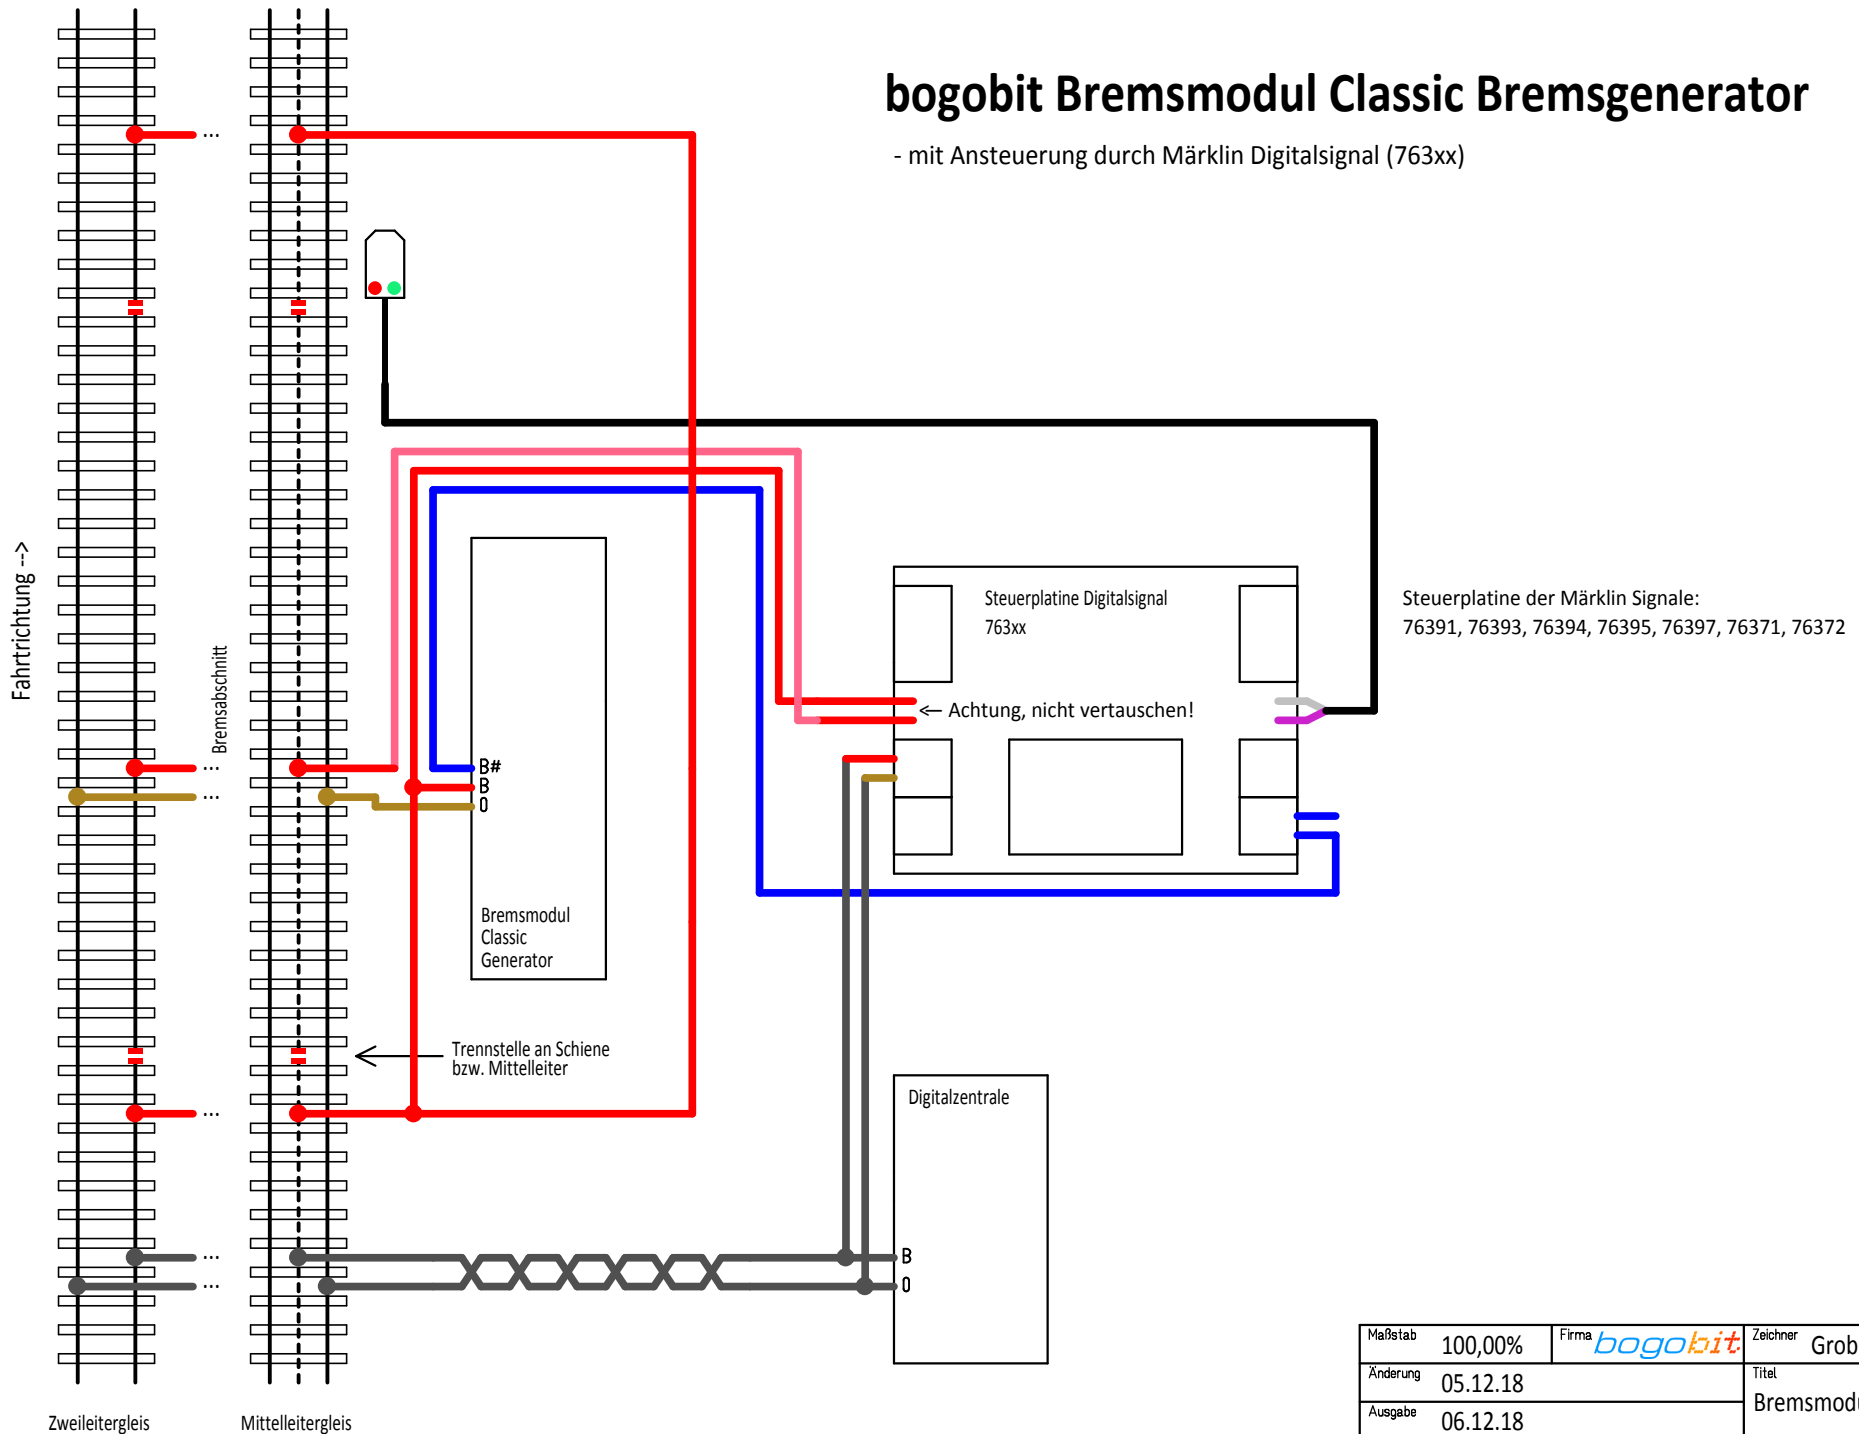 bogobit Bremsmodul Classic Bremsgenerator
- mit Ansteuerung durch Märklin Digitalsignal (763xx)
...
Steuerplatine Digitalsignal
763xx
Steuerplatine der Märklin Signale:
76391, 76393, 76394, 76395, 76397, 76371, 76372
Fahrtrichtung -->
Bremsabschnitt
<-- Achtung, nicht vertauschen!
...
...
B#
B
0
Bremsmodul
Classic
Generator
Trennstelle an Schiene
bzw. Mittelleiter
...
Digitalzentrale
...
...
B
0
Maßstab 100,00%
Firma bogobit
Zeichner Grob
Änderung 05.12.18
Titel
Bremsmodu
Ausgabe 06.12.18
Zweileitergleis
Mittelleitergleis